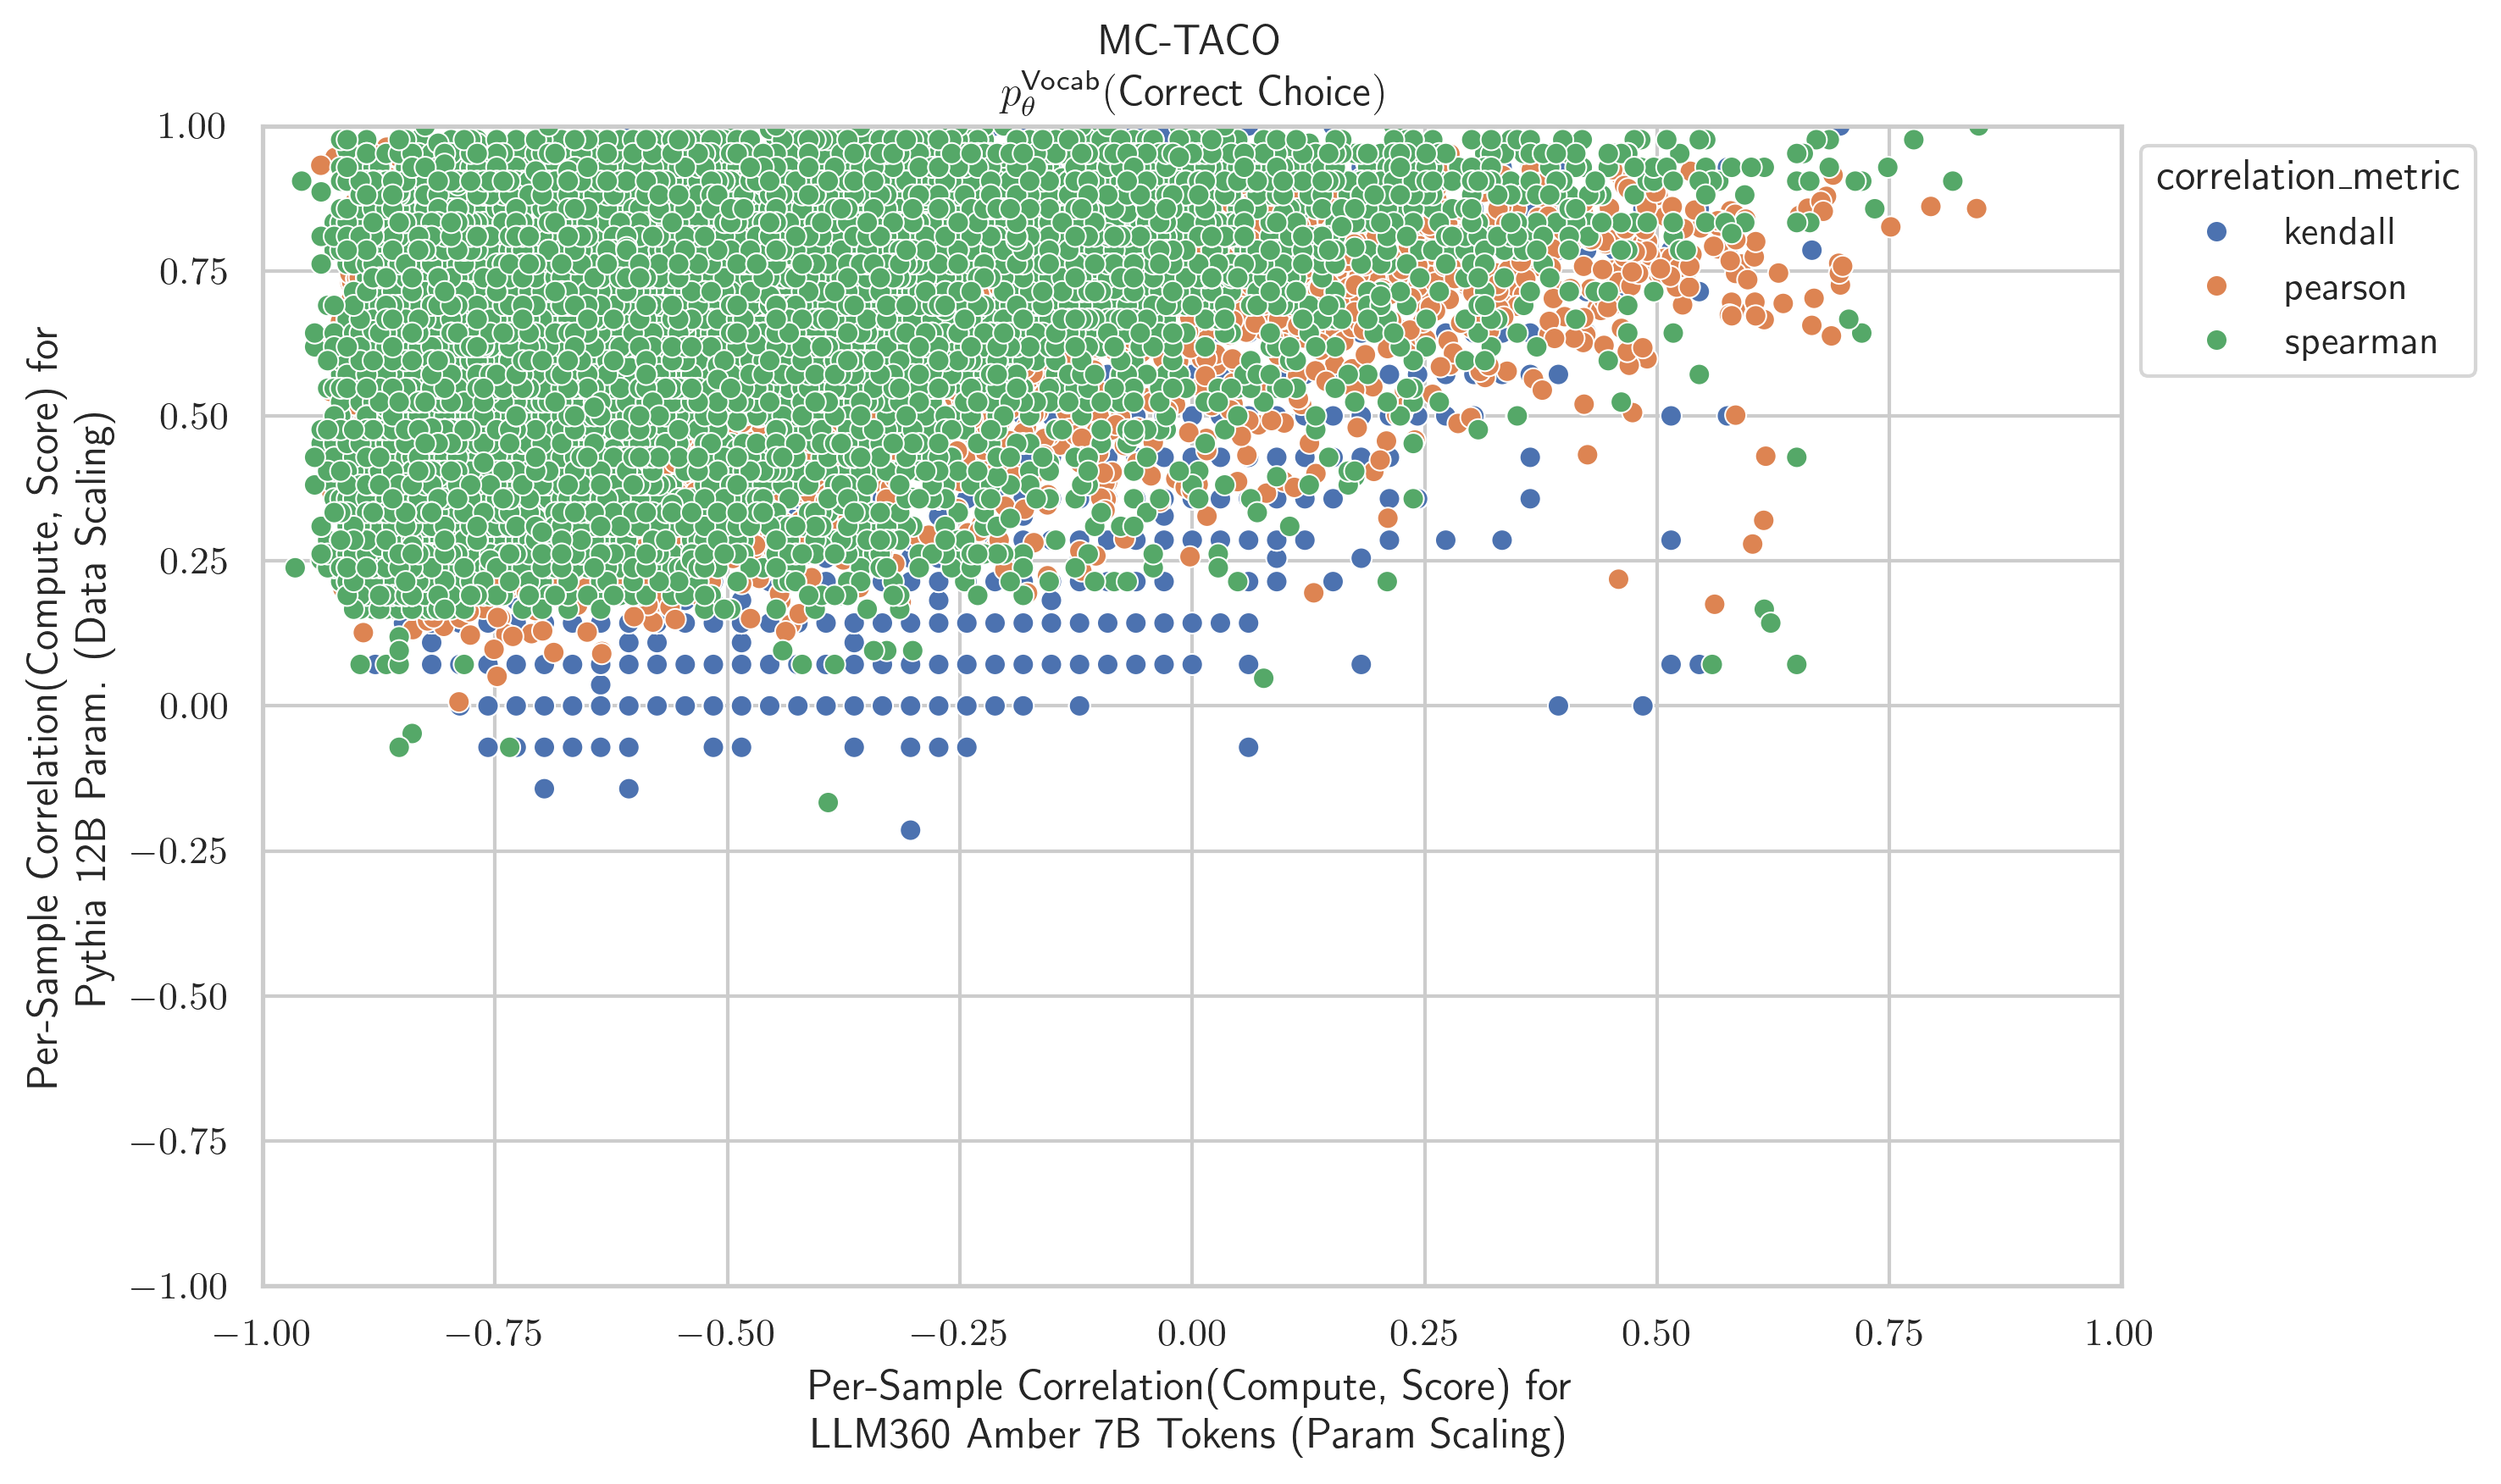 MC-TACO
p_θ^Vocab(Correct Choice)
1.00
0.75
0.50
0.25
0.00
−0.25
−0.50
−0.75
−1.00
Per-Sample Correlation(Compute, Score) for
Pythia 12B Param. (Data Scaling)
−1.00 −0.75 −0.50 −0.25 0.00 0.25 0.50 0.75 1.00
Per-Sample Correlation(Compute, Score) for
LLM360 Amber 7B Tokens (Param Scaling)
correlation_metric
kendall
pearson
spearman